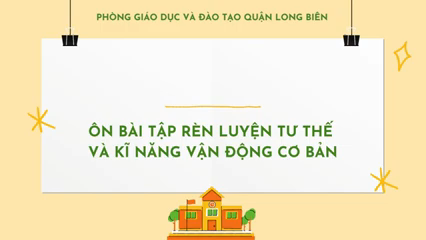 PHÒNG GIÁO DỤC VÀ ĐÀO TẠO QUẬN LONG BIÊN
ÔN BÀI TẬP RÈN LUYỆN TƯ THẾ
VÀ KĨ NĂNG VẬN ĐỘNG CƠ BẢN